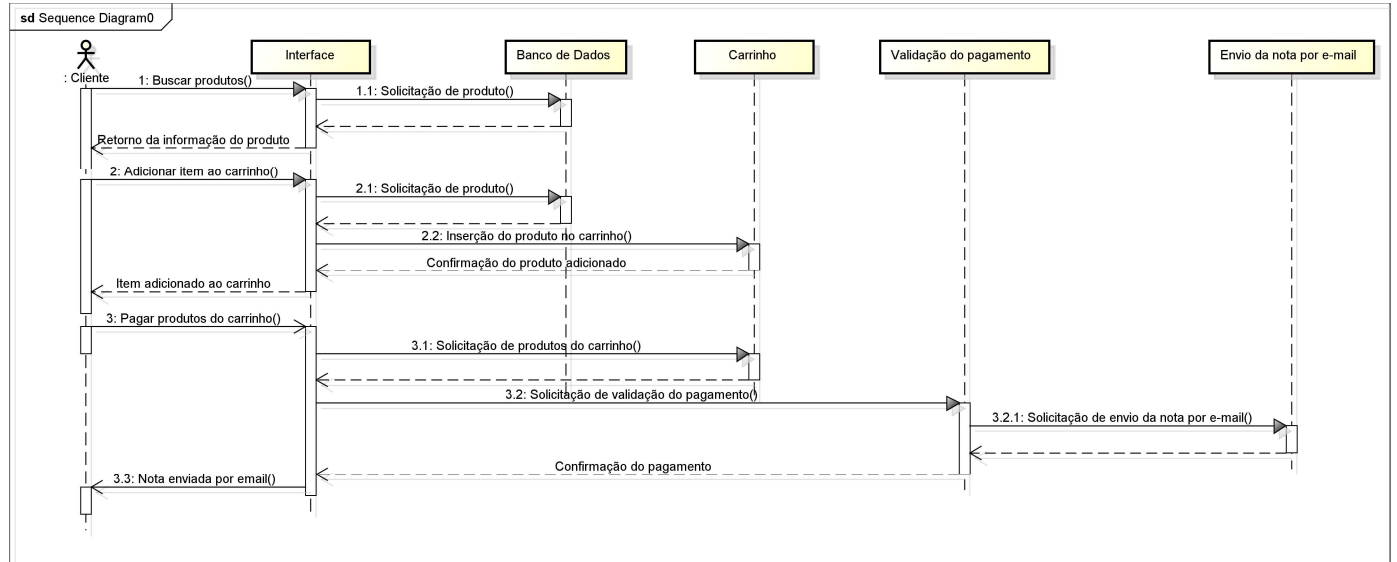 sd Sequence Diagram0
: Cliente
Interface
Banco de Dados
Carrinho
Validação do pagamento
Envio da nota por e-mail
1: Buscar produtos()
1.1: Solicitação de produto()
Retorno da informação do produto
2: Adicionar item ao carrinho()
2.1: Solicitação de produto()
2.2: Inserção do produto no carrinho()
Confirmação do produto adicionado
Item adicionado ao carrinho
3: Pagar produtos do carrinho()
3.1: Solicitação de produtos do carrinho()
3.2: Solicitação de validação do pagamento()
3.2.1: Solicitação de envio da nota por e-mail()
Confirmação do pagamento
3.3: Nota enviada por email()